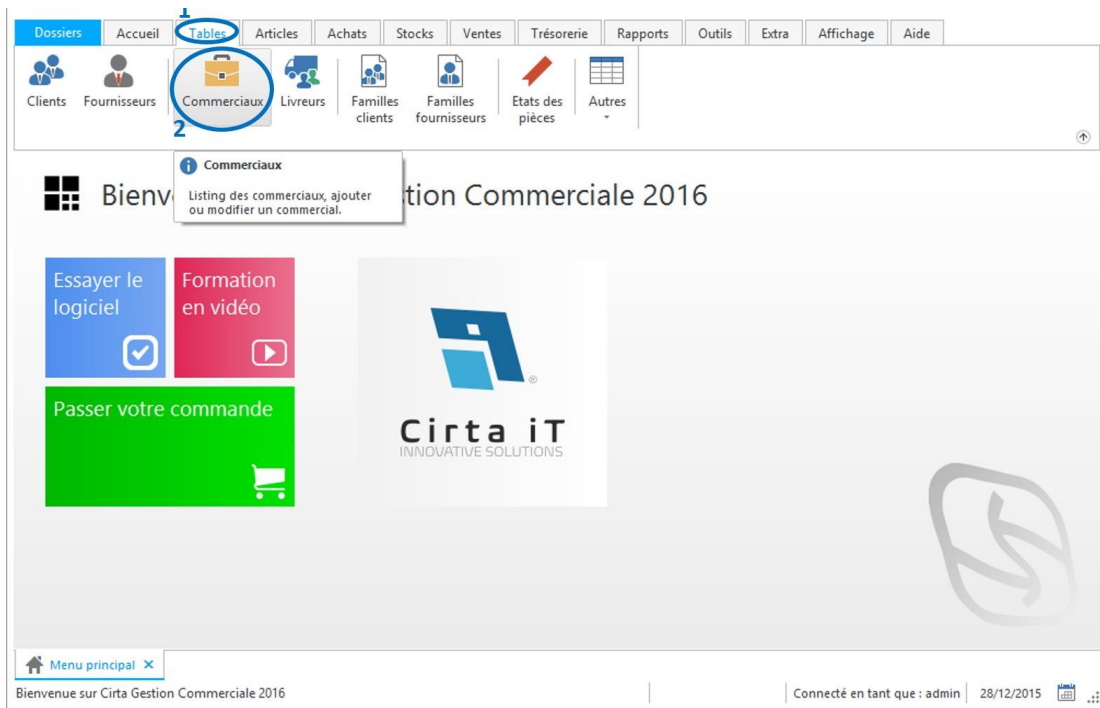 1
Dossiers Accueil Tables Articles Achats Stocks Ventes Trésorerie Rapports Outils Extra Affichage Aide
Clients Fournisseurs Commerciaux Livreurs Familles clients Familles fournisseurs Etats des pièces Autres
2
Commerciaux
Listing des commerciaux, ajouter
ou modifier un commercial.
Bienv tion Commerciale 2016
Essayer le
logiciel
Formation
en vidéo
Passer votre commande
Cirta iT
INNOVATIVE SOLUTIONS
®
Menu principal
Bienvenue sur Cirta Gestion Commerciale 2016 Connecté en tant que : admin 28/12/2015